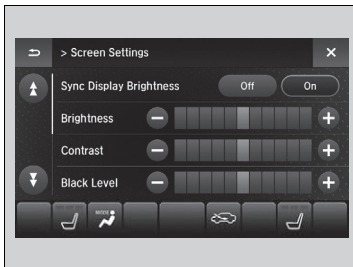 > Screen Settings
Sync Display Brightness Off On
Brightness
Contrast
Black Level
MODE